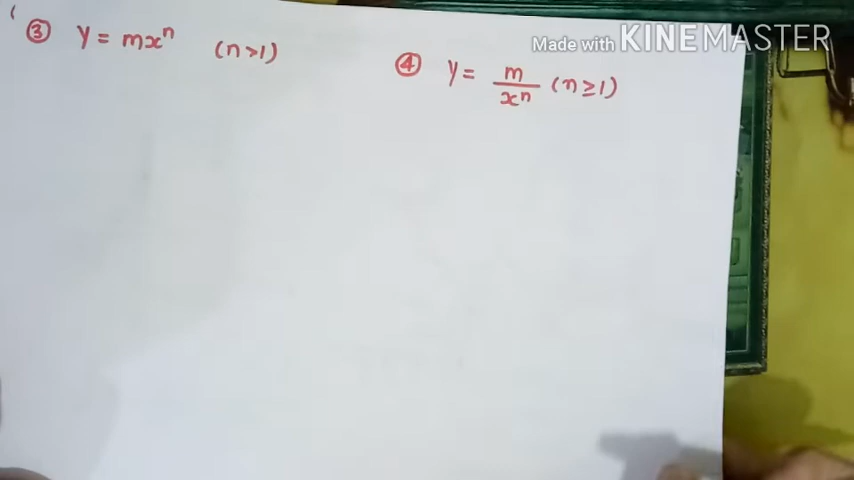 ③ y = mxⁿ (n>1)
④ y = m/xⁿ (n≥1)
Made with KINEMASTER